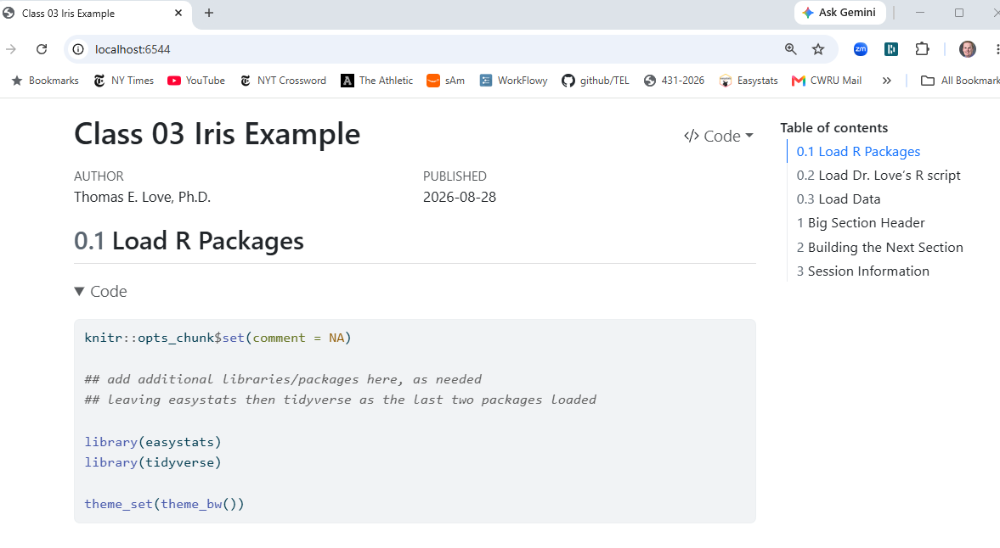 Class 03 Iris Example
Ask Gemini
localhost:6544
zm
Bookmarks NY Times YouTube NYT Crossword A The Athletic sAm WorkFlowy github/TEL 431-2026 Easystats CWRU Mail » All Bookmark
Class 03 Iris Example
</> Code
AUTHOR
Thomas E. Love, Ph.D.
PUBLISHED
2026-08-28
0.1 Load R Packages
Code
knitr::opts_chunk$set(comment = NA)
## add additional libraries/packages here, as needed
## leaving easystats then tidyverse as the last two packages loaded
library(easystats)
library(tidyverse)
theme_set(theme_bw())
Table of contents
0.1 Load R Packages
0.2 Load Dr. Love's R script
0.3 Load Data
1 Big Section Header
2 Building the Next Section
3 Session Information